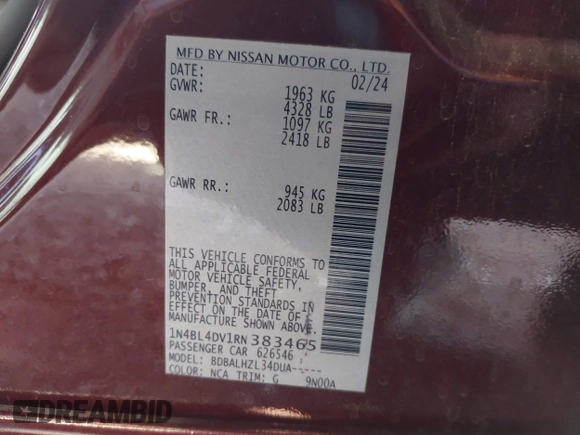 MFD BY NISSAN MOTOR CO., LTD.
DATE: 02/24
GVWR: 1963 KG
4328 LB
GAWR FR.: 1097 KG
2418 LB
GAWR RR.: 945 KG
2083 LB
THIS VEHICLE CONFORMS TO
ALL APPLICABLE FEDERAL
MOTOR VEHICLE SAFETY,
BUMPER, AND THEFT
PREVENTION STANDARDS IN
EFFECT ON THE DATE OF
MANUFACTURE SHOWN ABOVE.
1N4BL4DV1RN383465
PASSENGER CAR 626546
MODEL: BDBALHZL34DUA-----
COLOR: NCA TRIM: G 9N00A
DREAMBID